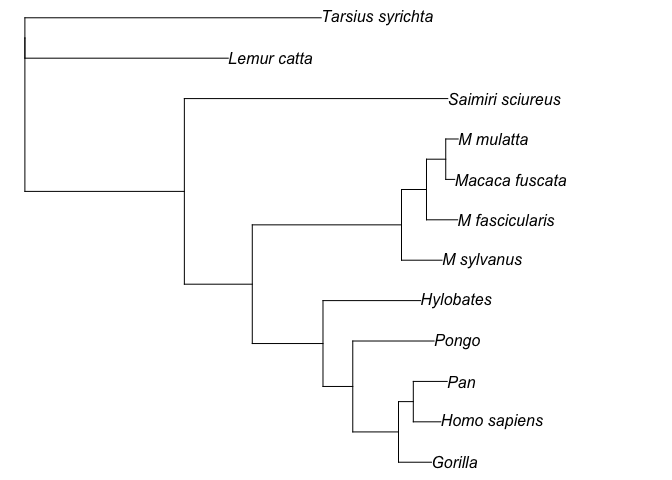 Tarsius syrichta
Lemur catta
Saimiri sciureus
M mulatta
Macaca fuscata
M fascicularis
M sylvanus
Hylobates
Pongo
Pan
Homo sapiens
Gorilla